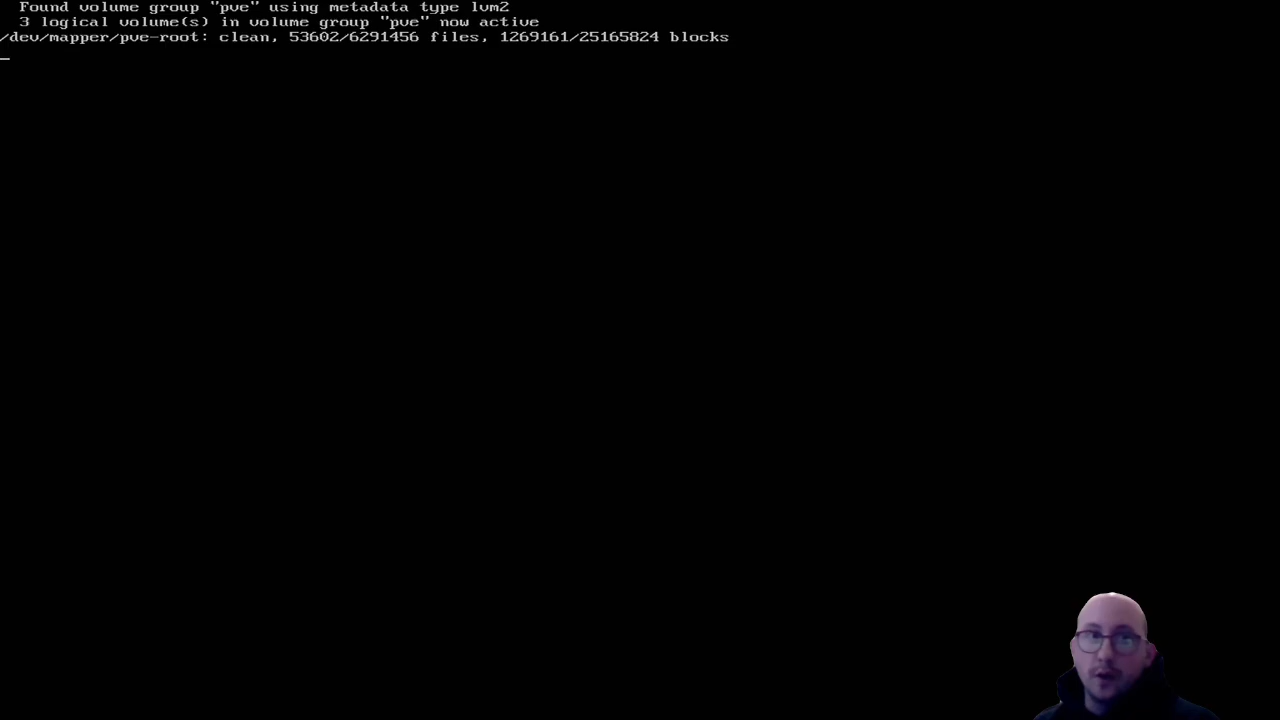 Found volume group "pve" using metadata type lvm2
3 logical volume(s) in volume group "pve" now active
/dev/mapper/pve-root: clean, 53602/6291456 files, 1269161/25165824 blocks